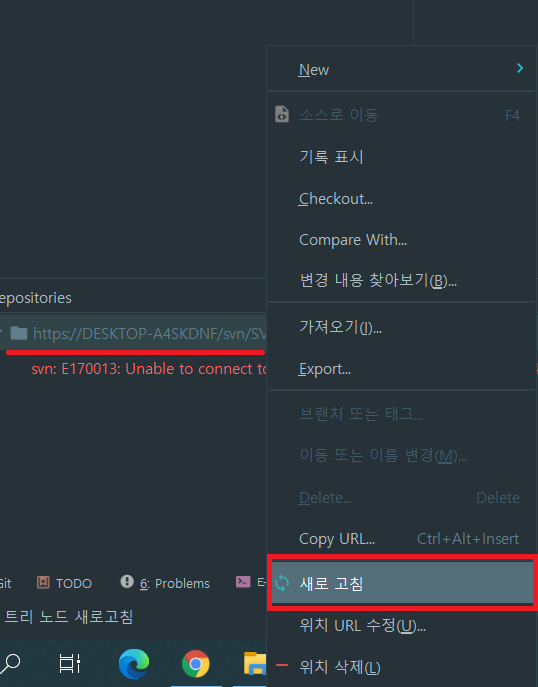 New
소스로 이동 F4
기록 표시
Checkout...
Compare With...
변경 내용 찾아보기(B)...
epositories
https://DESKTOP-A4SKDNF/svn/SV
가져오기(I)...
svn: E170013: Unable to connect to
Export...
브랜치 또는 태그...
이동 또는 이름 변경(M)...
Delete... Delete
Copy URL... Ctrl+Alt+Insert
Git TODO 6: Problems
새로 고침
트리 노드 새로고침
위치 URL 수정(U)...
위치 삭제(L)